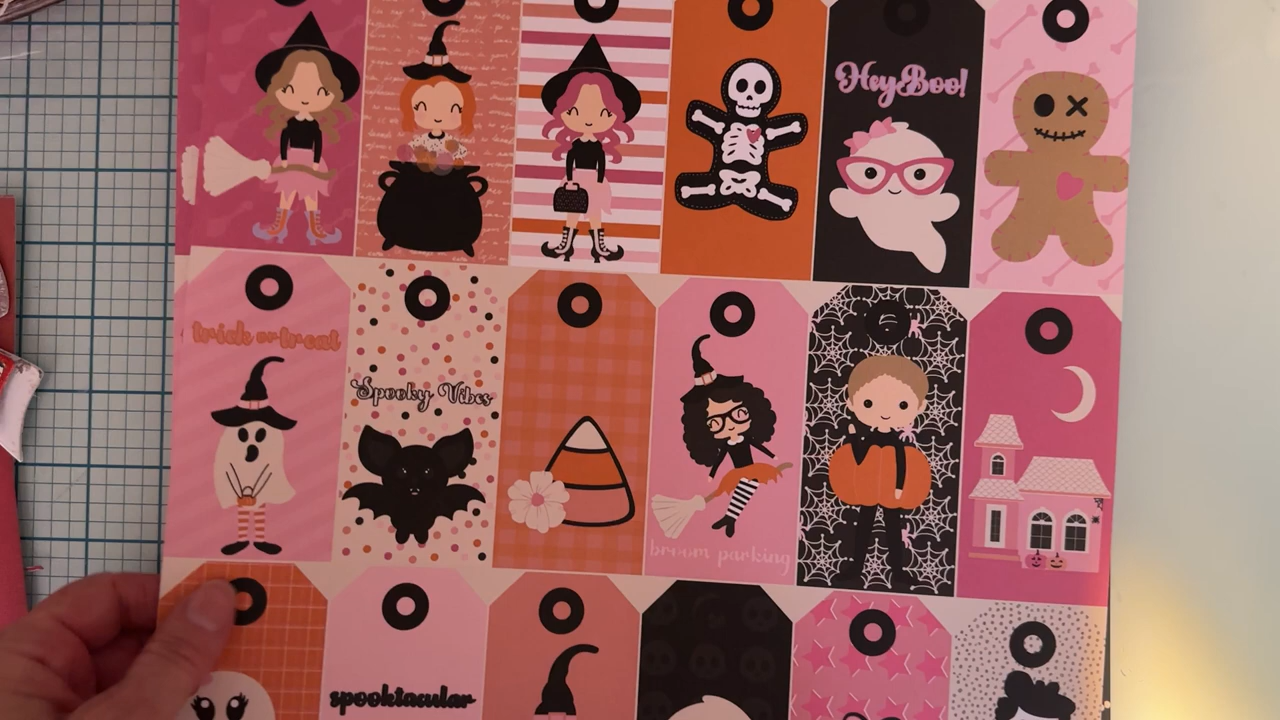 Hey Boo!
trick or treat
Spooky Vibes
broom parking
spooktacular